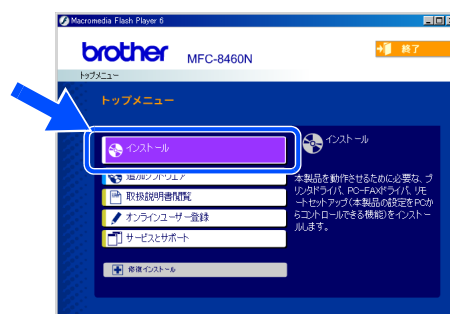 Macromedia Flash Player 6
brother MFC-8460N
終了
トップメニュー
トップメニュー
インストール
追加ソフトウェア
取扱説明書閲覧
オンラインユーザー登録
サービスとサポート
修復インストール
インストール
本製品を動作させるために必要な、プ
リンタドライバ、PC-FAXドライバ、リモ
ートセットアップ(本製品の設定をPCか
らコントロールできる機能)をインストー
ルします。